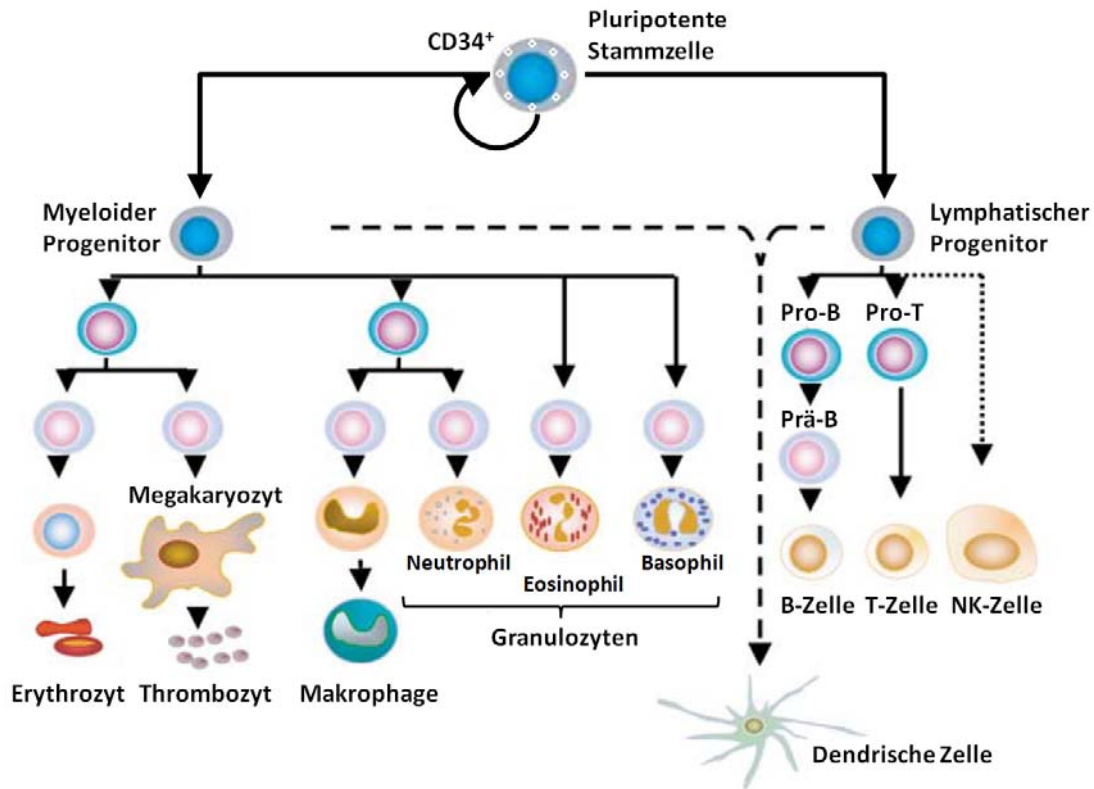 CD34⁺
Pluripotente
Stammzelle
Myeloider
Progenitor
Lymphatischer
Progenitor
Pro-B
Pro-T
Prä-B
Megakaryozyt
Neutrophil
Eosinophil
Basophil
Granulozyten
B-Zelle
T-Zelle
NK-Zelle
Erythrozyt
Thrombozyt
Makrophage
Dendrische Zelle